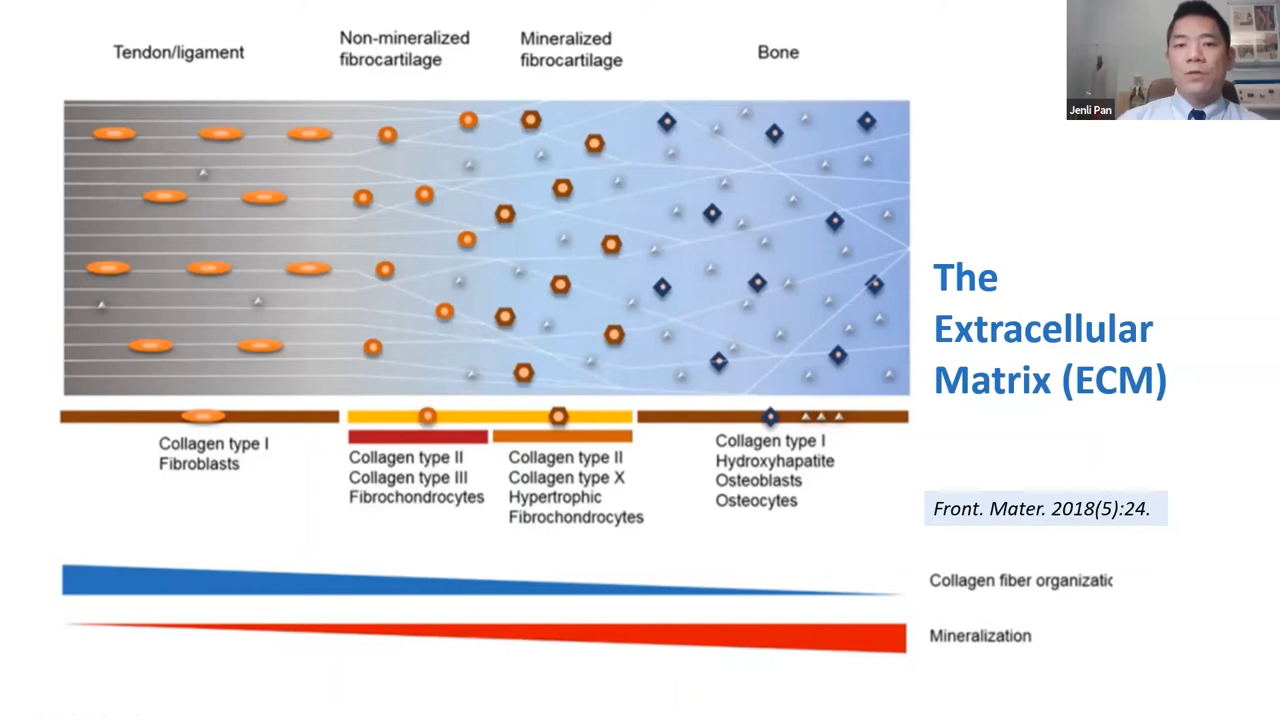 Tendon/ligament
Non-mineralized
fibrocartilage
Mineralized
fibrocartilage
Bone
Jenli Pan
The
Extracellular
Matrix (ECM)
Collagen type I
Fibroblasts
Collagen type II
Collagen type III
Fibrochondrocytes
Collagen type II
Collagen type X
Hypertrophic
Fibrochondrocytes
Collagen type I
Hydroxyhapatite
Osteoblasts
Osteocytes
Front. Mater. 2018(5):24.
Collagen fiber organizatic
Mineralization